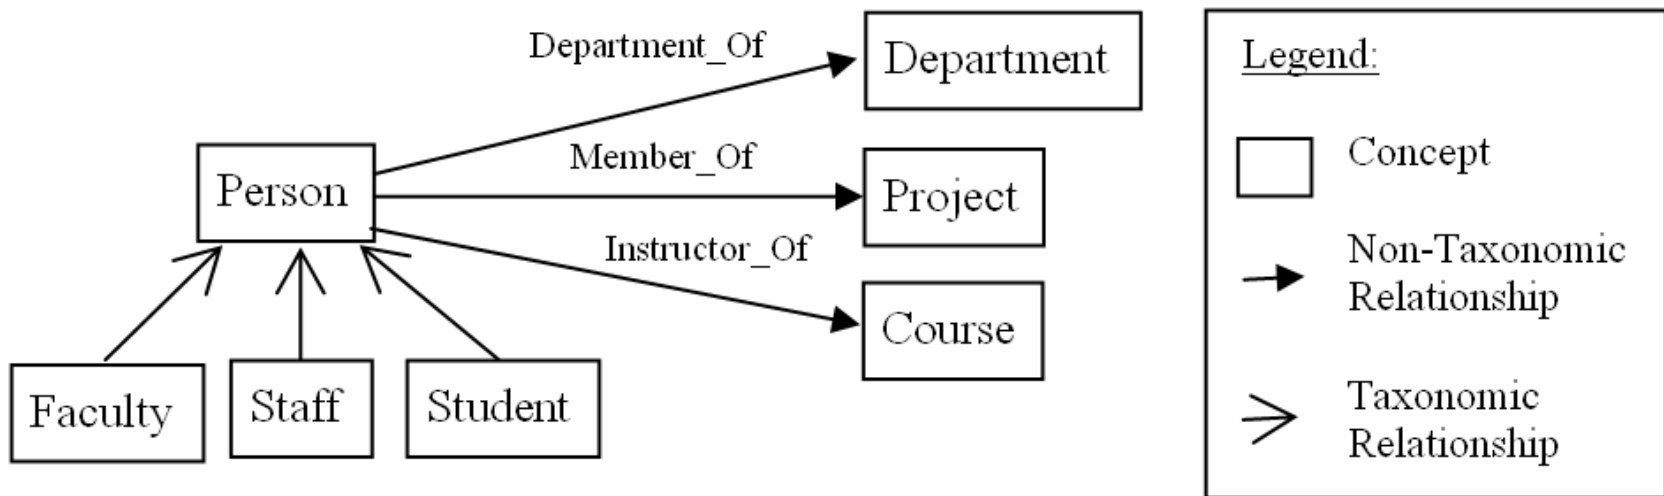 Department_Of
Department
Member_Of
Person
Project
Instructor_Of
Course
Faculty
Staff
Student
Legend:
Concept
Non-Taxonomic
Relationship
Taxonomic
Relationship